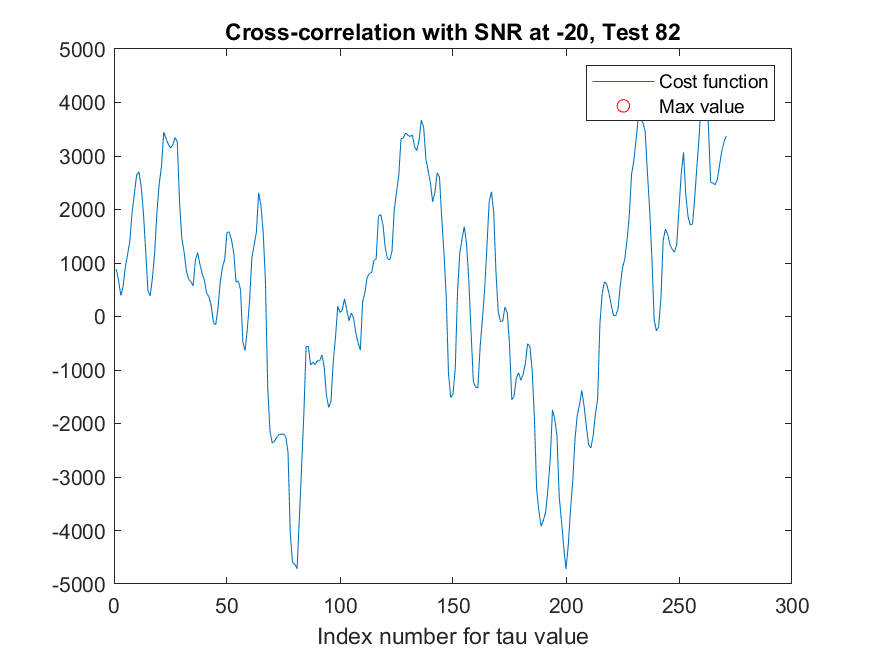 Cross-correlation with SNR at -20, Test 82
5000
4000
3000
2000
1000
0
-1000
-2000
-3000
-4000
-5000
Cost function
Max value
0 50 100 150 200 250 300
Index number for tau value